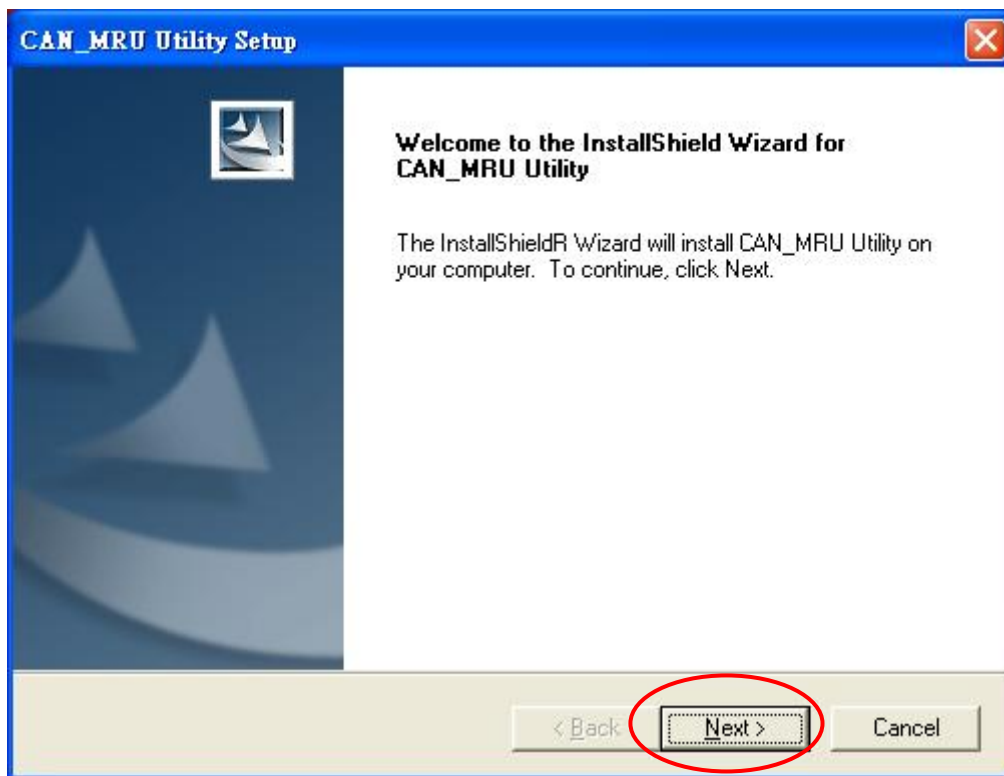 CAN_MRU Utility Setup
Welcome to the InstallShield Wizard for
CAN_MRU Utility
The InstallShieldR Wizard will install CAN_MRU Utility on
your computer. To continue, click Next.
< Back
Next >
Cancel